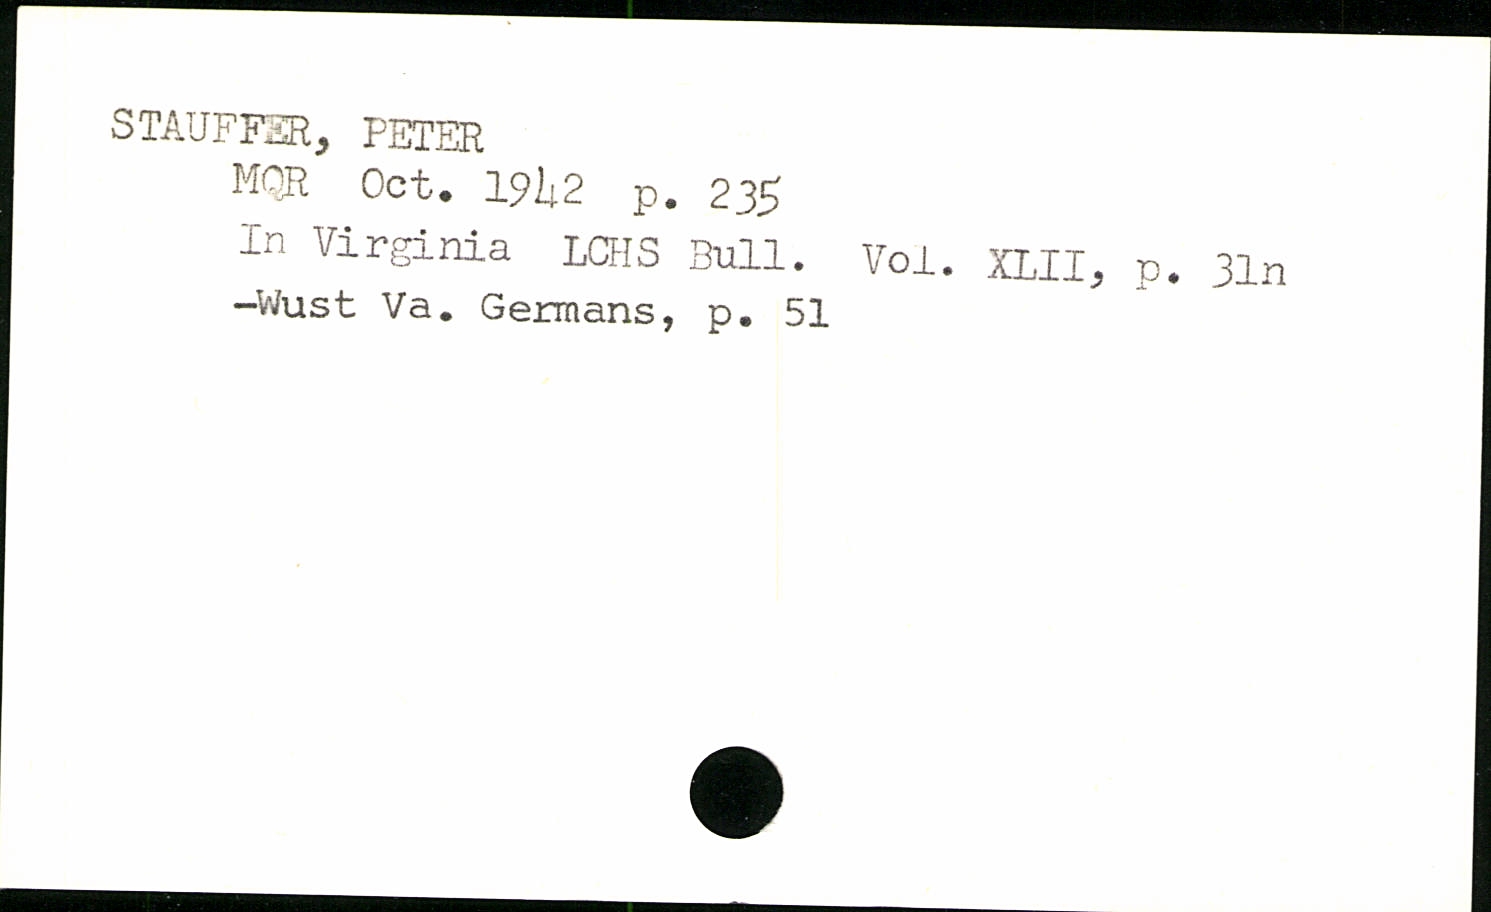 STAUFFER, PETER
MQR Oct. 1942 p. 235
In Virginia LCHS Bull. Vol. XLII, p. 31n
-Wust Va. Germans, p. 51